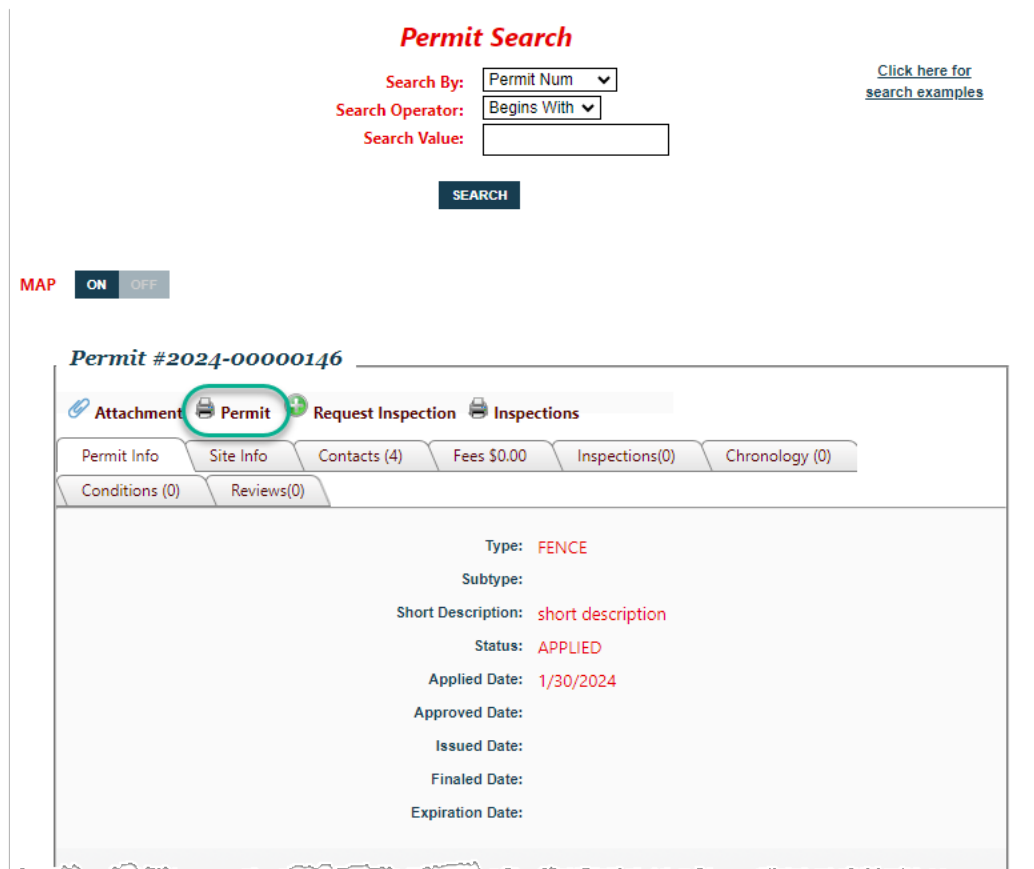 Permit Search
Search By: Permit Num
Click here for
search examples
Search Operator: Begins With
Search Value:
SEARCH
MAP ON OFF
Permit #2024-00000146
Attachment Permit Request Inspection Inspections
Permit Info Site Info Contacts (4) Fees $0.00 Inspections(0) Chronology (0)
Conditions (0) Reviews(0)
Type: FENCE
Subtype:
Short Description: short description
Status: APPLIED
Applied Date: 1/30/2024
Approved Date:
Issued Date:
Finaled Date:
Expiration Date: